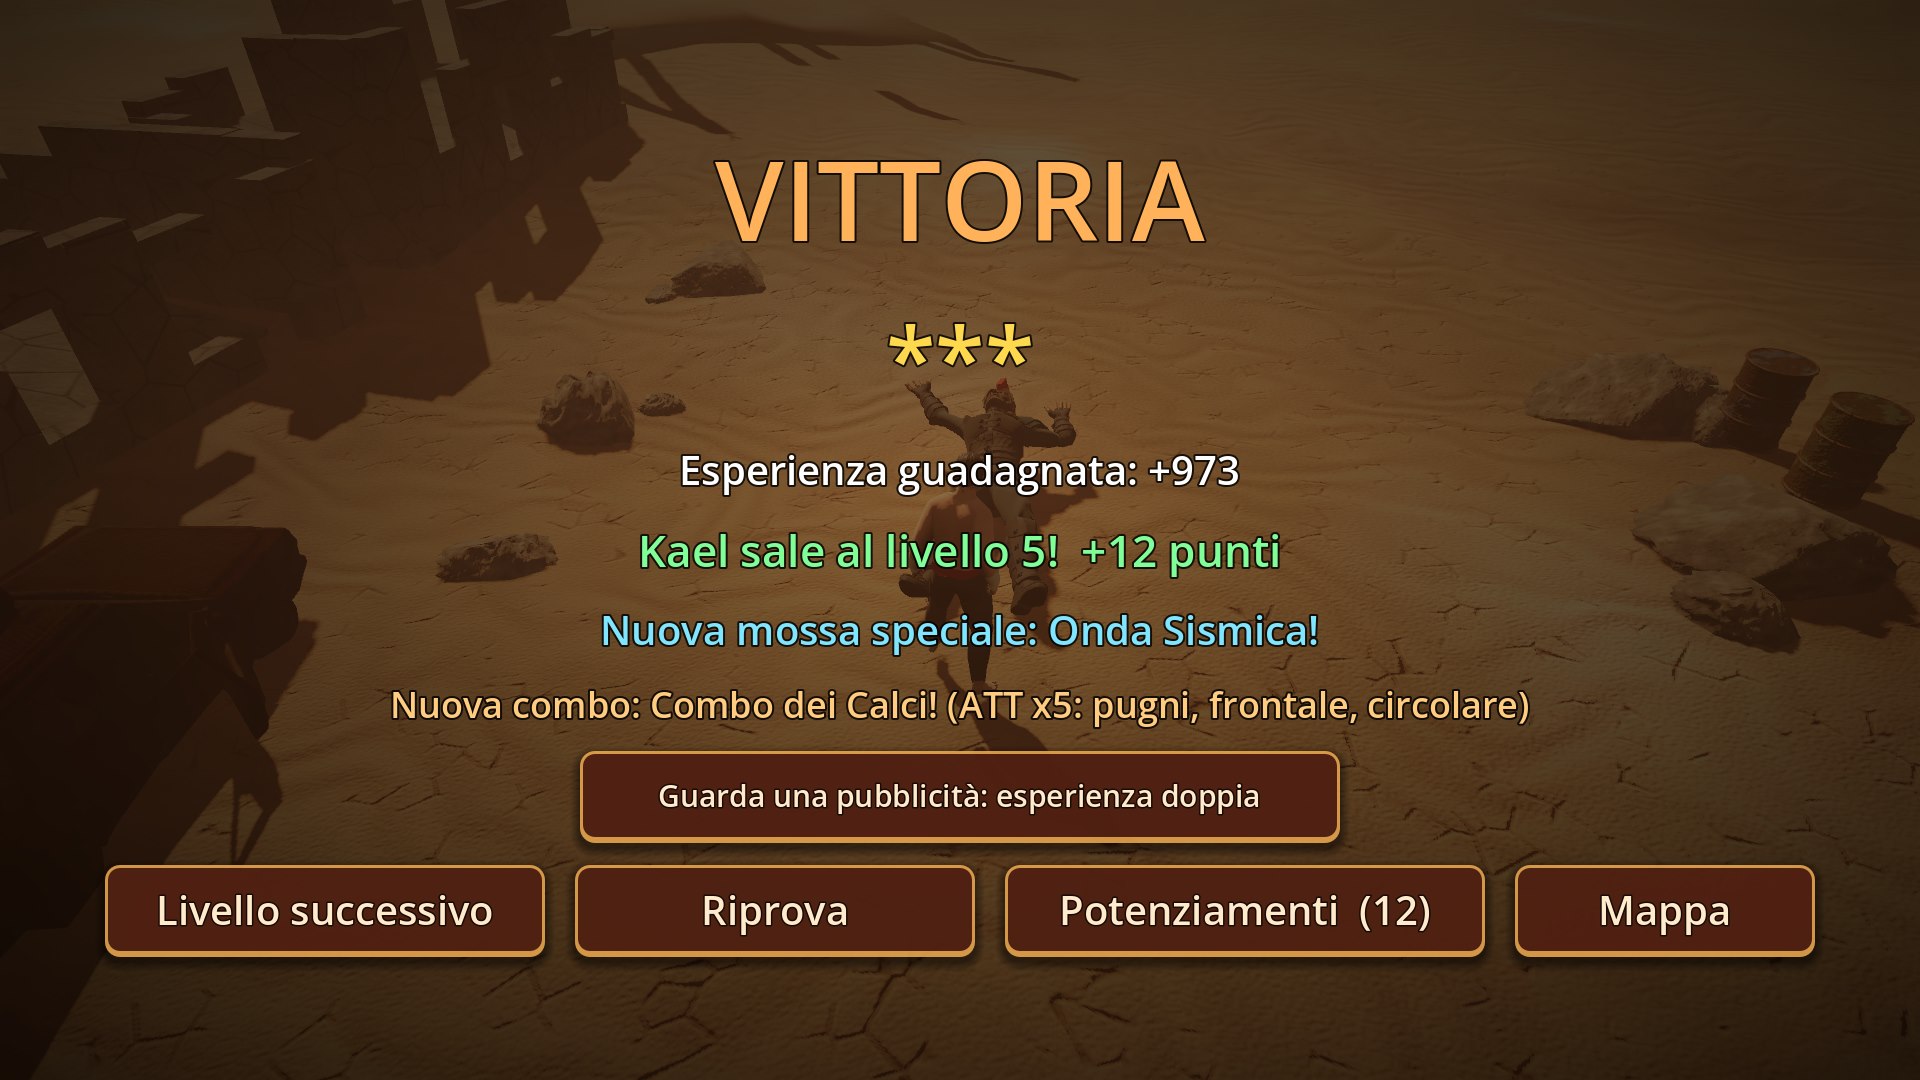 VITTORIA
***
Esperienza guadagnata: +973
Kael sale al livello 5!  +12 punti
Nuova mossa speciale: Onda Sismica!
Nuova combo: Combo dei Calci! (ATT x5: pugni, frontale, circolare)
Guarda una pubblicità: esperienza doppia
Livello successivo
Riprova
Potenziamenti  (12)
Mappa